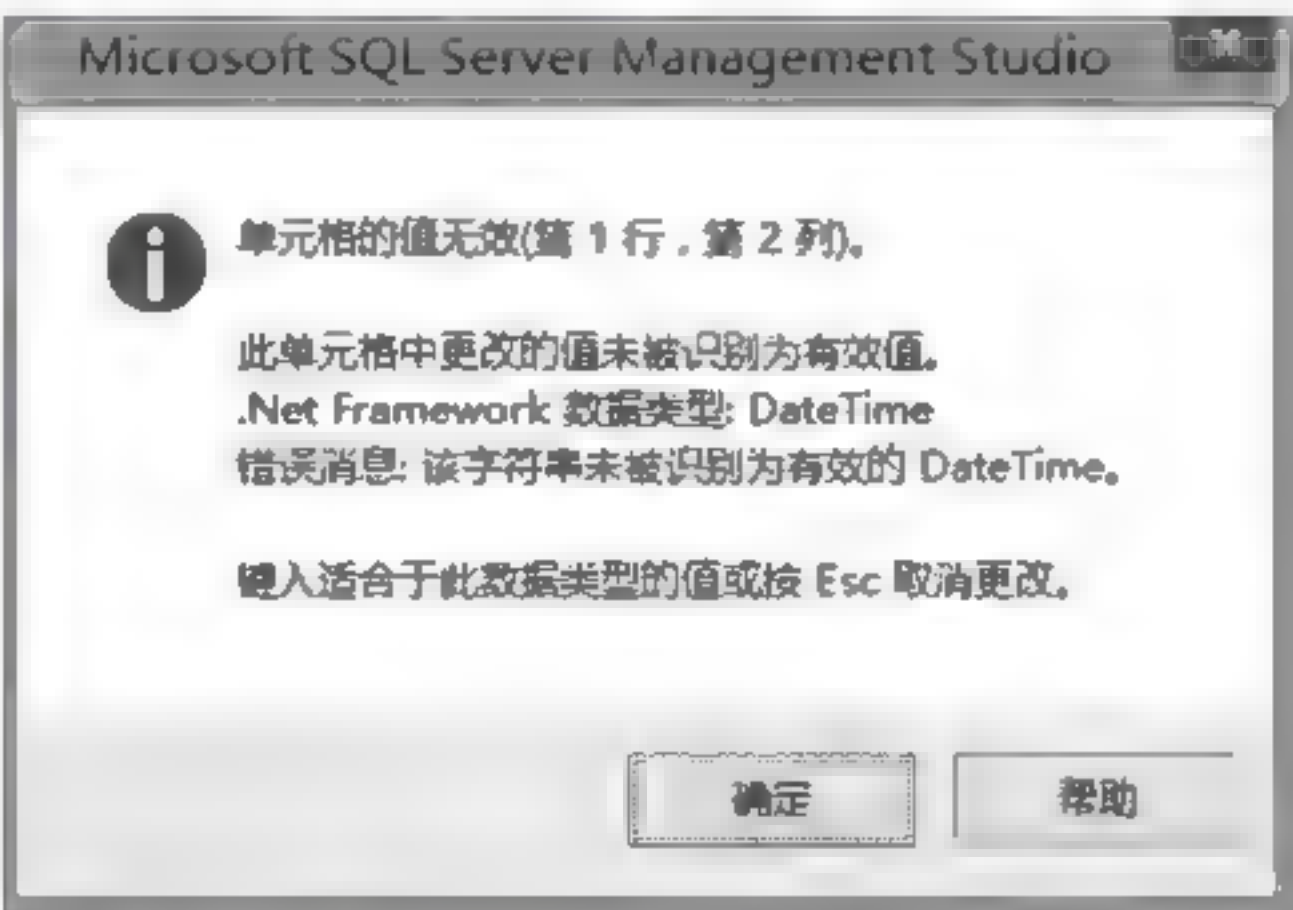 Microsoft SQL Server Management Studio
单元格的值无效(第 1 行，第 2 列)。
此单元格中更改的值未被识别为有效值。
.Net Framework 数据类型: DateTime
错误消息: 该字符串未被识别为有效的 DateTime。
键入适合于此数据类型的值或按 Esc 取消更改。
确定 帮助